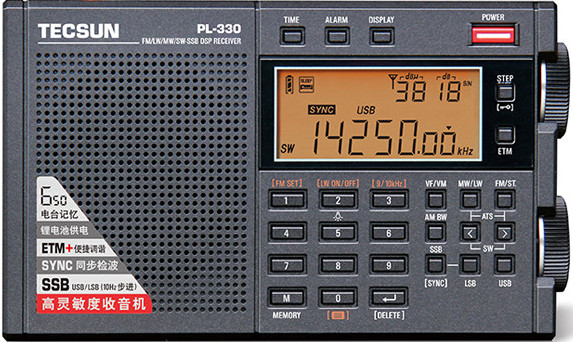 TECSUN
PL-330
FM/LW/MW/SW-SSB DSP RECEIVER
TIME ALARM DISPLAY
POWER
SLEEP
dBμ dB
3818 S/N
SYNC USB
SW 14250.00 kHz
STEP
ETM
[FM SET] [LW ON/OFF] [9/10kHz]
VF/VM MW/LW FM/ST.
1 2 3
AM BW
ATS
4 5 6
< >
SSB
SW
7 8 9
[SYNC] LSB USB
M 0
MEMORY
[DELETE]
650
电台记忆
锂电池供电
ETM+便捷调谐
SYNC 同步检波
SSB USB/LSB (10Hz步进)
高灵敏度收音机